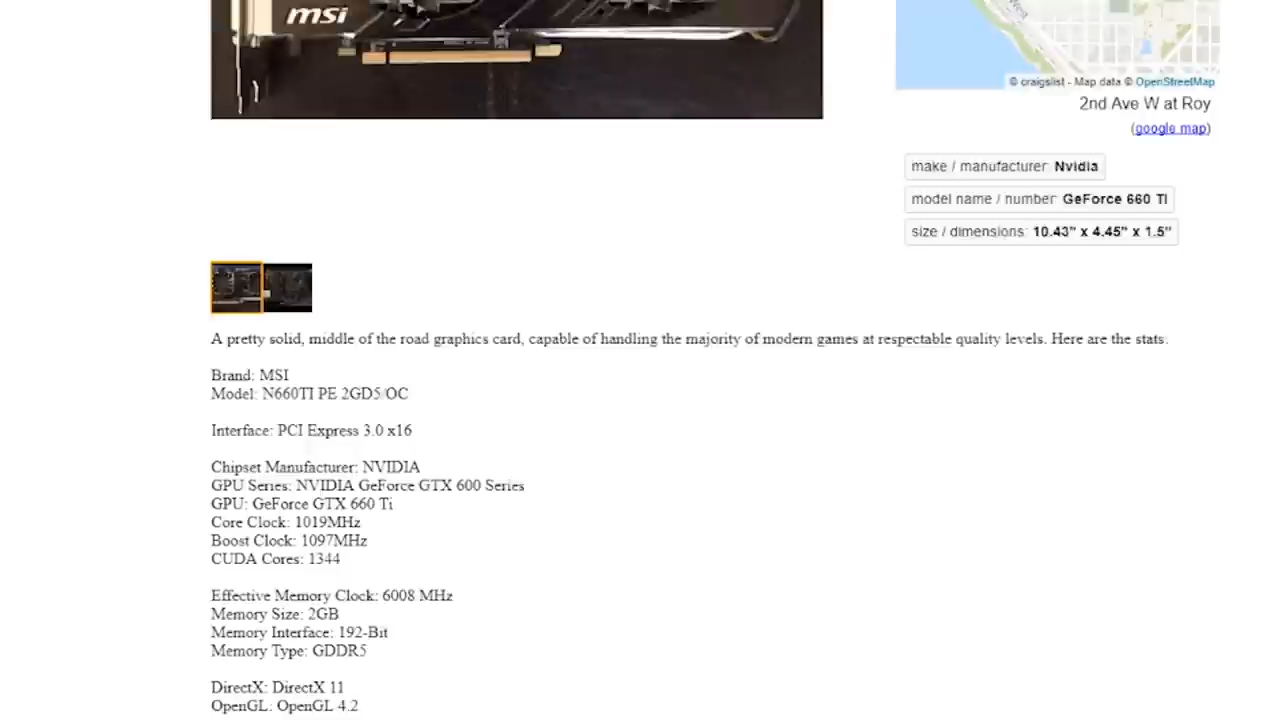 msi
West
© craigslist - Map data © OpenStreetMap
2nd Ave W at Roy
(google map)
make / manufacturer: Nvidia
model name / number: GeForce 660 TI
size / dimensions: 10.43" x 4.45" x 1.5"
A pretty solid, middle of the road graphics card, capable of handling the majority of modern games at respectable quality levels. Here are the stats:
Brand: MSI
Model: N660TI PE 2GD5/OC
Interface: PCI Express 3.0 x16
Chipset Manufacturer: NVIDIA
GPU Series: NVIDIA GeForce GTX 600 Series
GPU: GeForce GTX 660 Ti
Core Clock: 1019MHz
Boost Clock: 1097MHz
CUDA Cores: 1344
Effective Memory Clock: 6008 MHz
Memory Size: 2GB
Memory Interface: 192-Bit
Memory Type: GDDR5
DirectX: DirectX 11
OpenGL: OpenGL 4.2